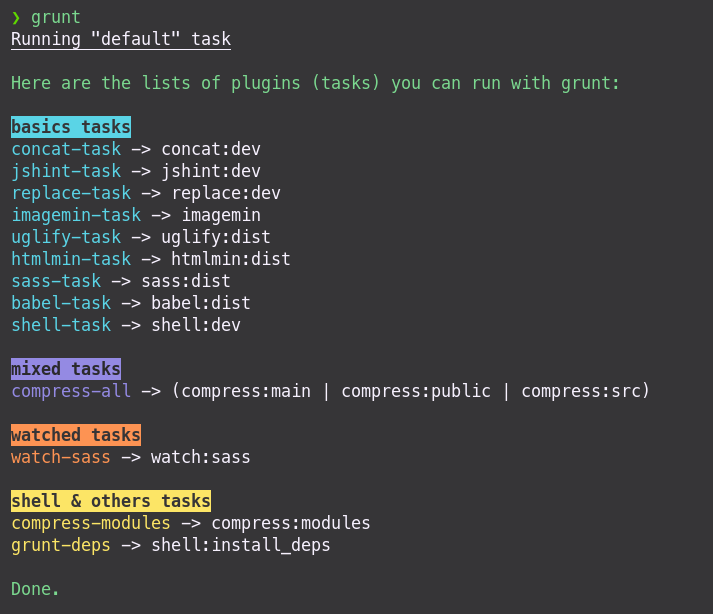 ❯ grunt
Running "default" task
Here are the lists of plugins (tasks) you can run with grunt:
basics tasks
concat-task -> concat:dev
jshint-task -> jshint:dev
replace-task -> replace:dev
imagemin-task -> imagemin
uglify-task -> uglify:dist
htmlmin-task -> htmlmin:dist
sass-task -> sass:dist
babel-task -> babel:dist
shell-task -> shell:dev
mixed tasks
compress-all -> (compress:main | compress:public | compress:src)
watched tasks
watch-sass -> watch:sass
shell & others tasks
compress-modules -> compress:modules
grunt-deps -> shell:install_deps
Done.